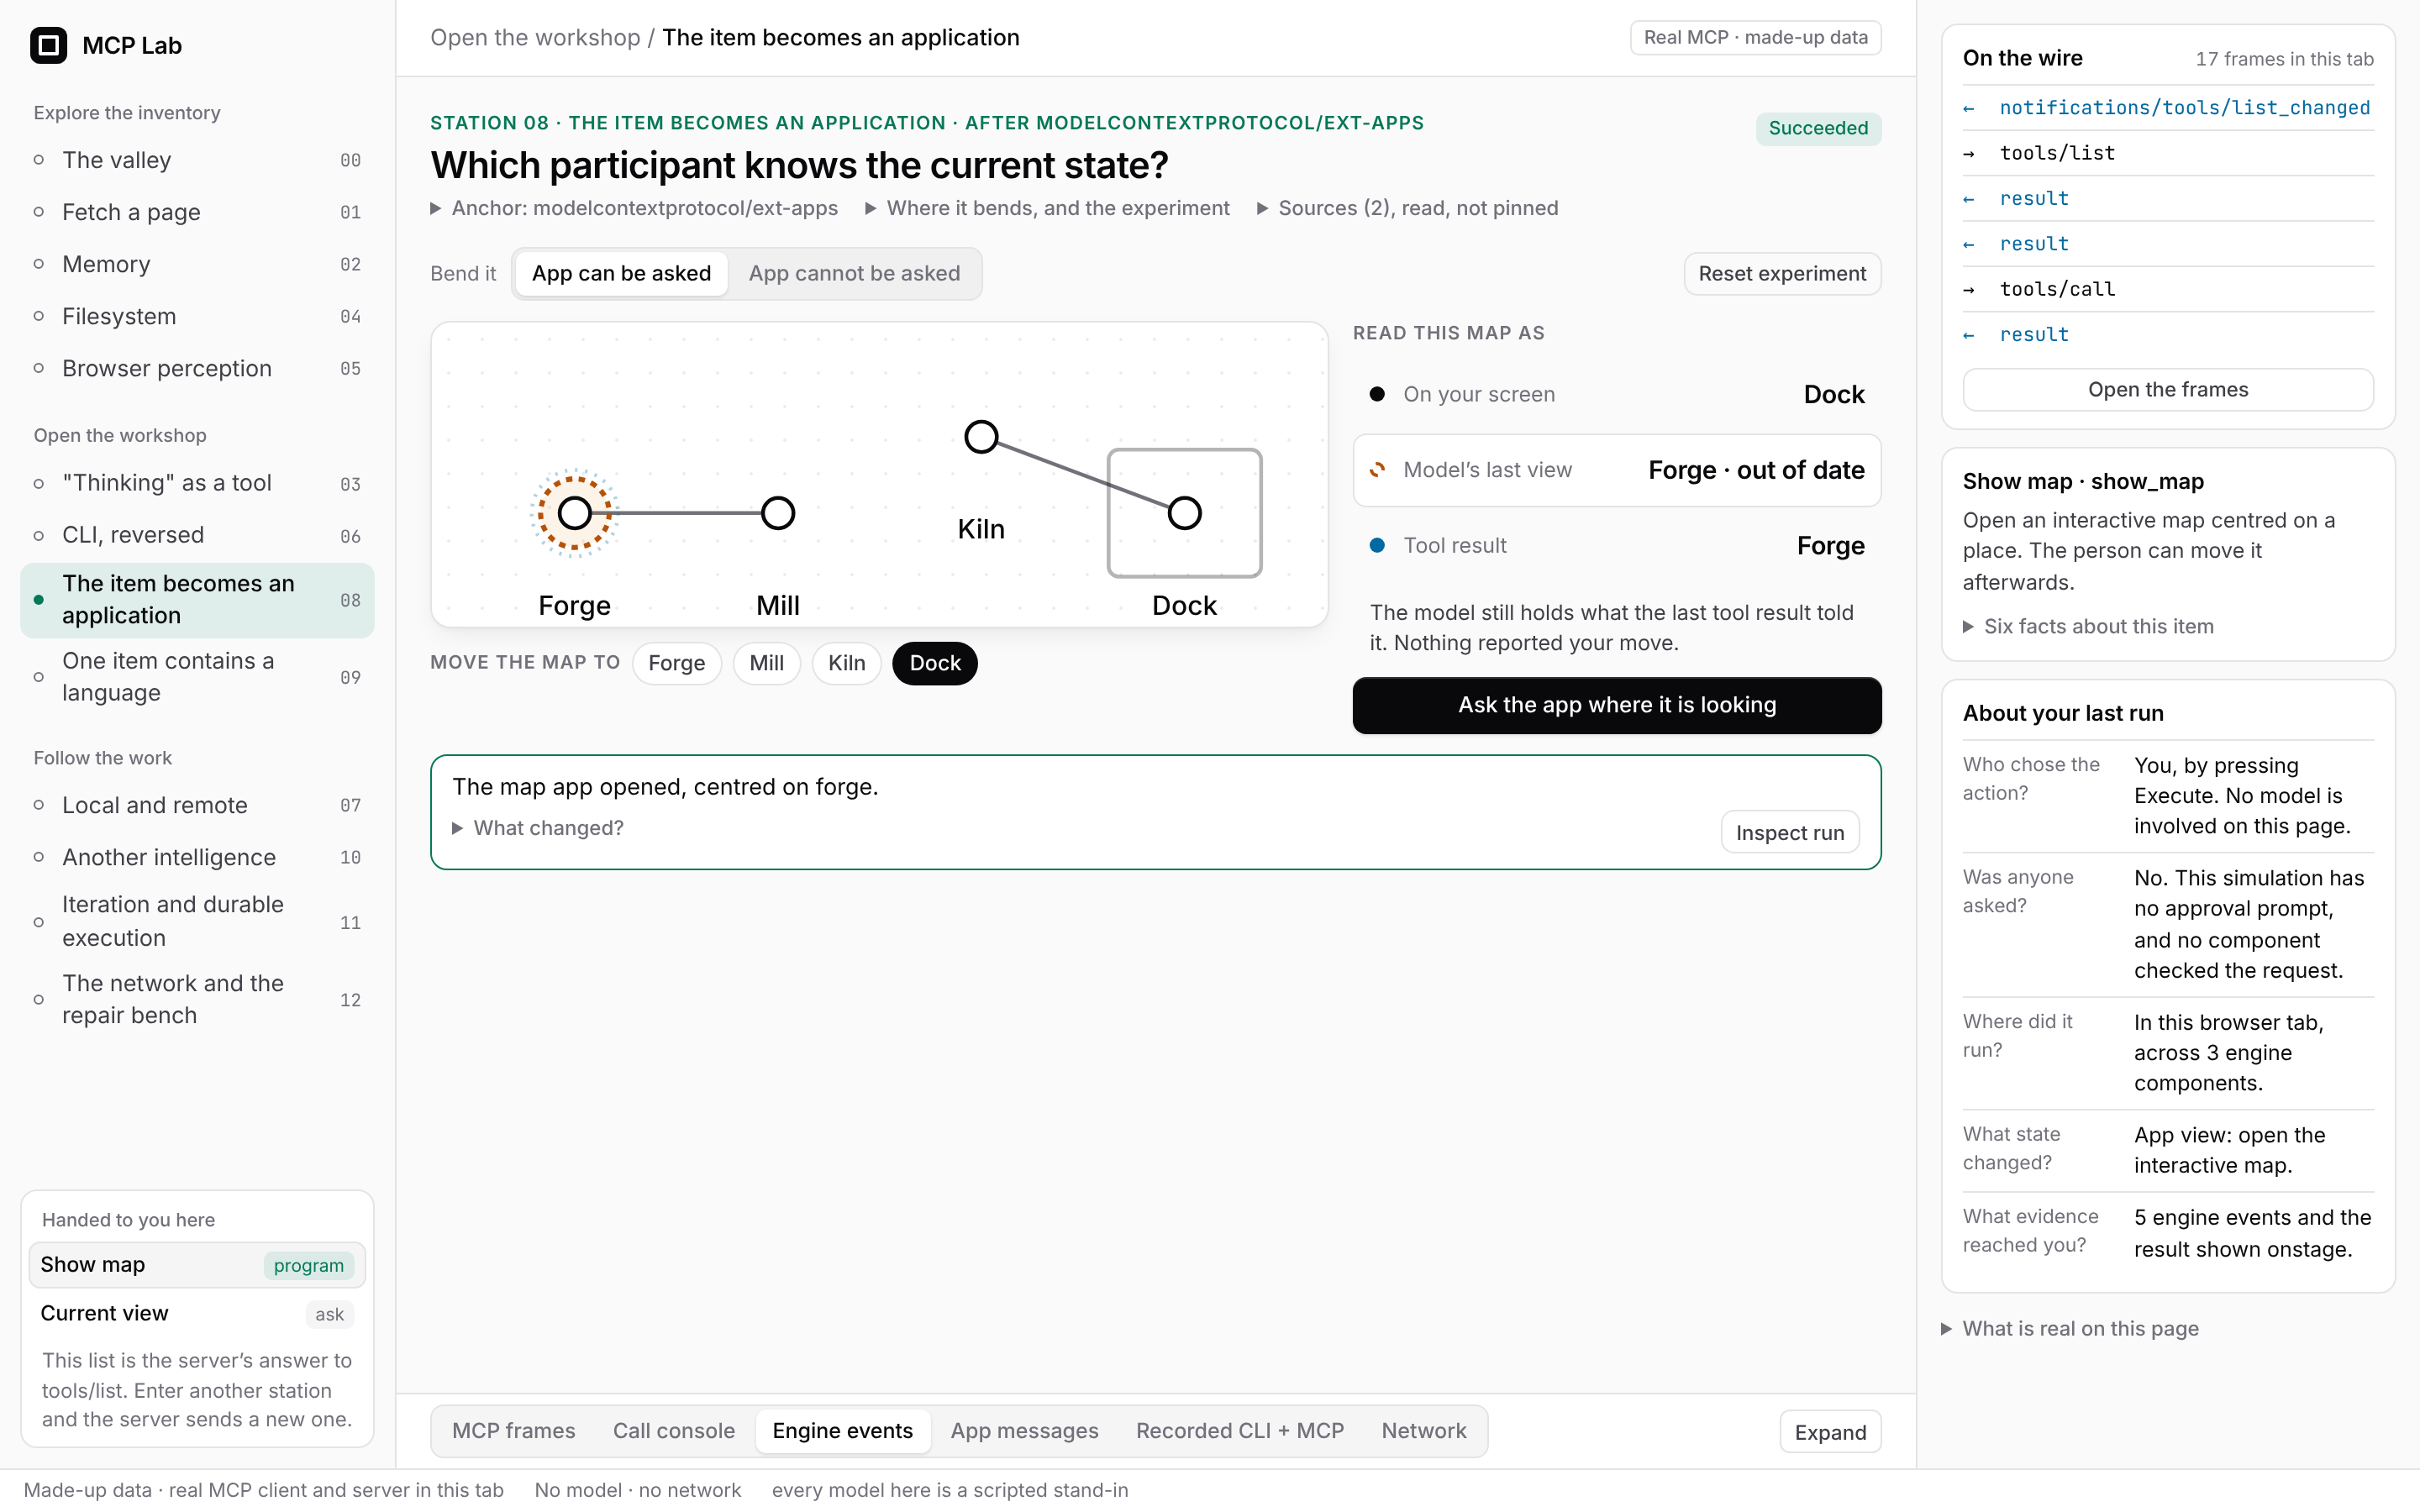 MCP Lab
Explore the inventory
The valley 00
Fetch a page 01
Memory 02
Filesystem 04
Browser perception 05
Open the workshop
"Thinking" as a tool 03
CLI, reversed 06
The item becomes an
application 08
One item contains a
language 09
Follow the work
Local and remote 07
Another intelligence 10
Iteration and durable
execution 11
The network and the
repair bench 12
Handed to you here
Show map program
Current view ask
This list is the server’s answer to
tools/list. Enter another station
and the server sends a new one.
Open the workshop / The item becomes an application
Real MCP · made-up data
STATION 08 · THE ITEM BECOMES AN APPLICATION · AFTER MODELCONTEXTPROTOCOL/EXT-APPS
Succeeded
Which participant knows the current state?
Anchor: modelcontextprotocol/ext-apps
Where it bends, and the experiment
Sources (2), read, not pinned
Bend it
App can be asked
App cannot be asked
Reset experiment
Kiln
Forge
Mill
Dock
MOVE THE MAP TO
Forge
Mill
Kiln
Dock
READ THIS MAP AS
On your screen Dock
Model’s last view Forge · out of date
Tool result Forge
The model still holds what the last tool result told
it. Nothing reported your move.
Ask the app where it is looking
The map app opened, centred on forge.
What changed?
Inspect run
MCP frames
Call console
Engine events
App messages
Recorded CLI + MCP
Network
Expand
On the wire
17 frames in this tab
← notifications/tools/list_changed
→ tools/list
← result
← result
→ tools/call
← result
Open the frames
Show map · show_map
Open an interactive map centred on a
place. The person can move it
afterwards.
Six facts about this item
About your last run
Who chose the
action?
You, by pressing
Execute. No model is
involved on this page.
Was anyone
asked?
No. This simulation has
no approval prompt,
and no component
checked the request.
Where did it
run?
In this browser tab,
across 3 engine
components.
What state
changed?
App view: open the
interactive map.
What evidence
reached you?
5 engine events and the
result shown onstage.
What is real on this page
Made-up data · real MCP client and server in this tab
No model · no network
every model here is a scripted stand-in